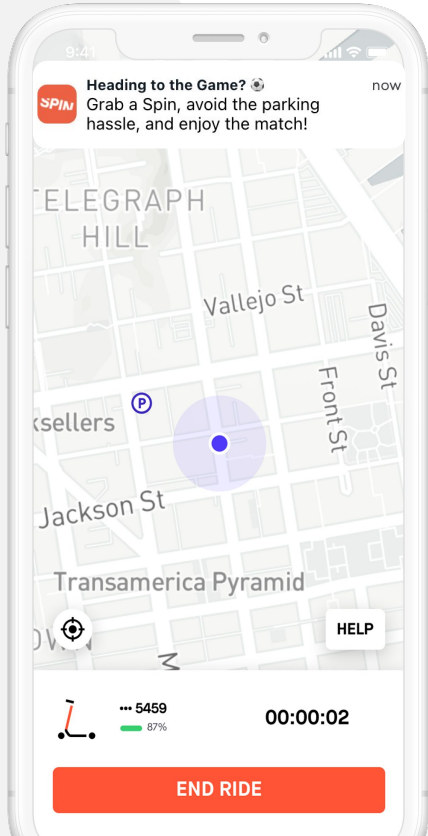 9:41
SPIN
Heading to the Game? ⚽
now
Grab a Spin, avoid the parking
hassle, and enjoy the match!
TELEGRAPH
HILL
Vallejo St
Davis St
Front St
P
ksellers
Jackson St
Transamerica Pyramid
OWN
M
HELP
••• 5459
87%
00:00:02
END RIDE